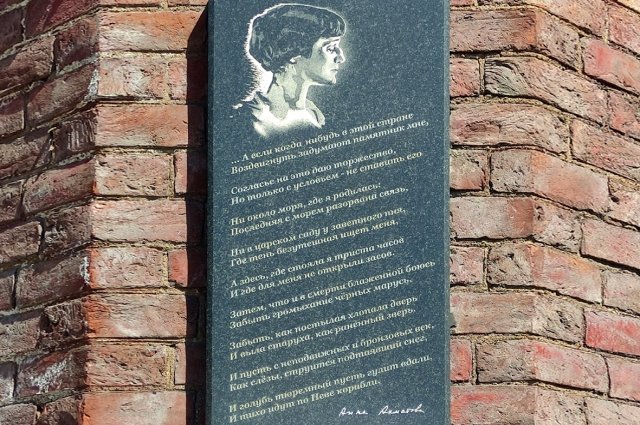 ... А если когда нибудь в этой стране
Воздвигнуть задумают памятник мне,
Согласье на это даю торжество,
Но только с условьем - не ставить его
Ни около моря, где я родилась:
Последняя с морем разорвана связь,
Ни в царском саду у заветного пня,
Где тень безутешная ищет меня.
А здесь, где стояла я триста часов
И где для меня не открыли засов.
Затем, что и в смерти блаженной боюсь
Забыть громыхание чёрных марусь.
Забыть, как постылая хлопала дверь
И выла старуха, как раненый зверь.
И пусть с неподвижных и бронзовых век,
Как слёзы, струится подтаявший снег.
И голубь тюремный пусть гулит вдали,
И тихо идут по Неве корабли.
Анна Ахматова